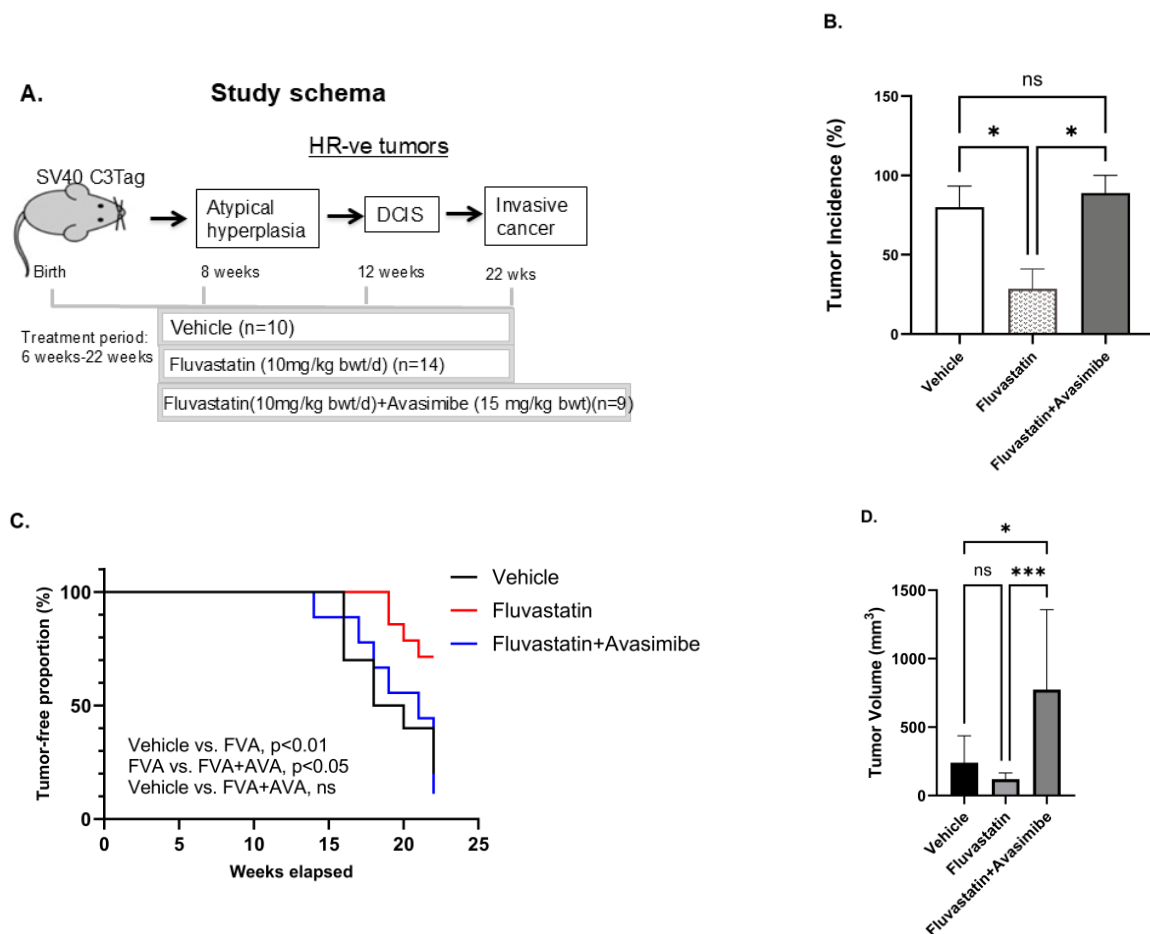 A.
Study schema
HR-ve tumors
SV40 C3Tag
Atypical
hyperplasia
DCIS
Invasive
cancer
Birth
8 weeks
12 weeks
22 wks
Treatment period:
6 weeks-22 weeks
Vehicle (n=10)
Fluvastatin (10mg/kg bwt/d) (n=14)
Fluvastatin(10mg/kg bwt/d)+Avasimibe (15 mg/kg bwt)(n=9)
B.
ns
* *
Tumor Incidence (%)
150
100
50
0
Vehicle
Fluvastatin
Fluvastatin+Avasimibe
C.
Tumor-free proportion (%)
100
50
0
Vehicle
Fluvastatin
Fluvastatin+Avasimibe
Vehicle vs. FVA, p<0.01
FVA vs. FVA+AVA, p<0.05
Vehicle vs. FVA+AVA, ns
0 5 10 15 20 25
Weeks elapsed
D.
*
ns ***
Tumor Volume (mm³)
1500
1000
500
0
Vehicle
Fluvastatin
Fluvastatin+Avasimibe